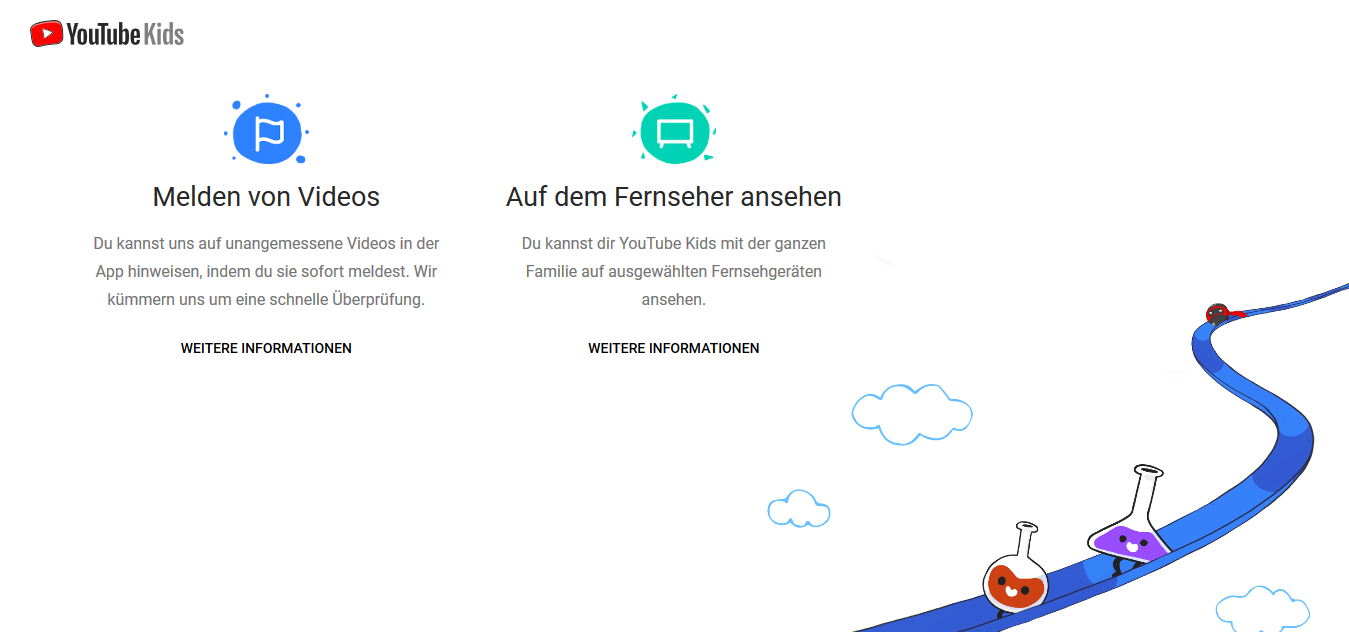 YouTube Kids
Melden von Videos
Du kannst uns auf unangemessene Videos in der
App hinweisen, indem du sie sofort meldest. Wir
kümmern uns um eine schnelle Überprüfung.
WEITERE INFORMATIONEN
Auf dem Fernseher ansehen
Du kannst dir YouTube Kids mit der ganzen
Familie auf ausgewählten Fernsehgeräten
ansehen.
WEITERE INFORMATIONEN